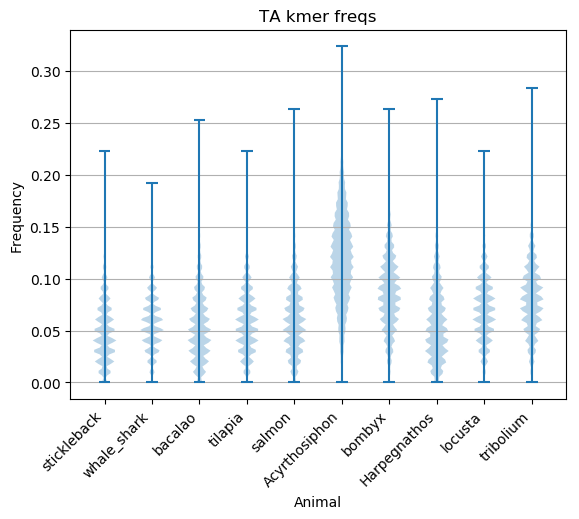 TA kmer freqs
Frequency
0.30
0.25
0.20
0.15
0.10
0.05
0.00
stickleback
whale_shark
bacalao
tilapia
salmon
Acyrthosiphon
bombyx
Harpegnathos
locusta
tribolium
Animal